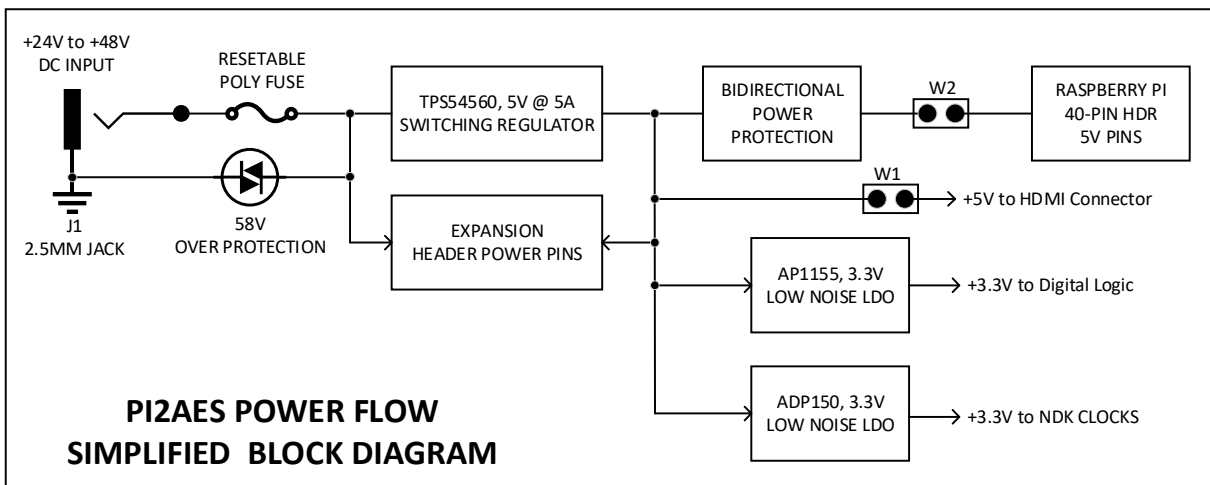 +24V to +48V
DC INPUT
RESETABLE
POLY FUSE
TPS54560, 5V @ 5A
SWITCHING REGULATOR
BIDIRECTIONAL
POWER
PROTECTION
W2
RASPBERRY PI
40-PIN HDR
5V PINS
W1
+5V to HDMI Connector
J1
2.5MM JACK
58V
OVER PROTECTION
EXPANSION
HEADER POWER PINS
AP1155, 3.3V
LOW NOISE LDO
+3.3V to Digital Logic
ADP150, 3.3V
LOW NOISE LDO
+3.3V to NDK CLOCKS
PI2AES POWER FLOW
SIMPLIFIED BLOCK DIAGRAM